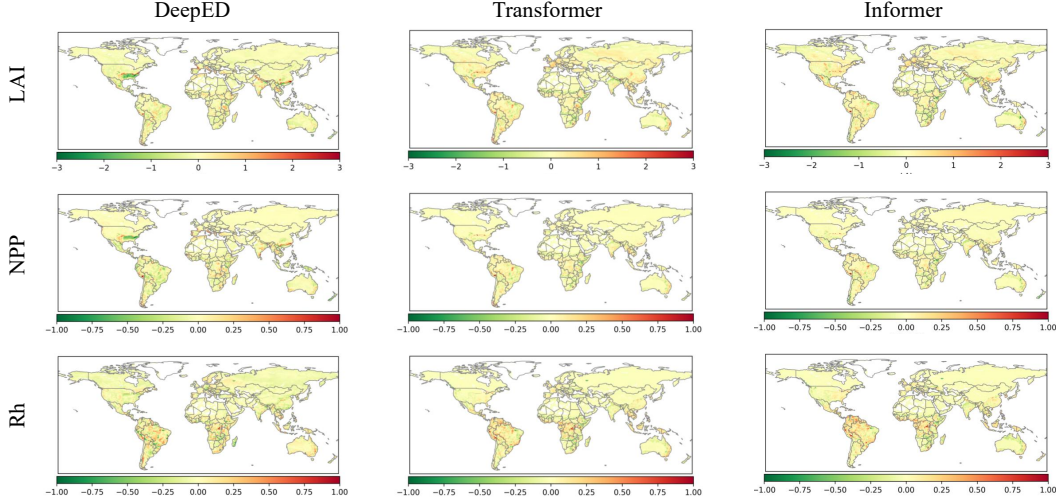 DeepED Transformer Informer
LAI
−3 −2 −1 0 1 2 3 −3 −2 −1 0 1 2 3 −3 −2 −1 0 1 2 3
NPP
−1.00 −0.75 −0.50 −0.25 0.00 0.25 0.50 0.75 1.00 −1.00 −0.75 −0.50 −0.25 0.00 0.25 0.50 0.75 1.00 −1.00 −0.75 −0.50 −0.25 0.00 0.25 0.50 0.75 1.00
Rh
−1.00 −0.75 −0.50 −0.25 0.00 0.25 0.50 0.75 1.00 −1.00 −0.75 −0.50 −0.25 0.00 0.25 0.50 0.75 1.00 −1.00 −0.75 −0.50 −0.25 0.00 0.25 0.50 0.75 1.00